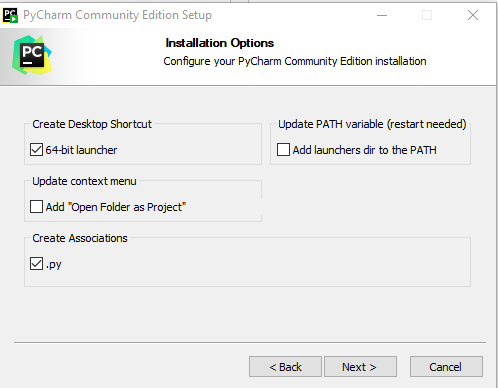 PyCharm Community Edition Setup
PC
Installation Options
Configure your PyCharm Community Edition installation
Create Desktop Shortcut
64-bit launcher
Update PATH variable (restart needed)
Add launchers dir to the PATH
Update context menu
Add "Open Folder as Project"
Create Associations
.py
< Back
Next >
Cancel